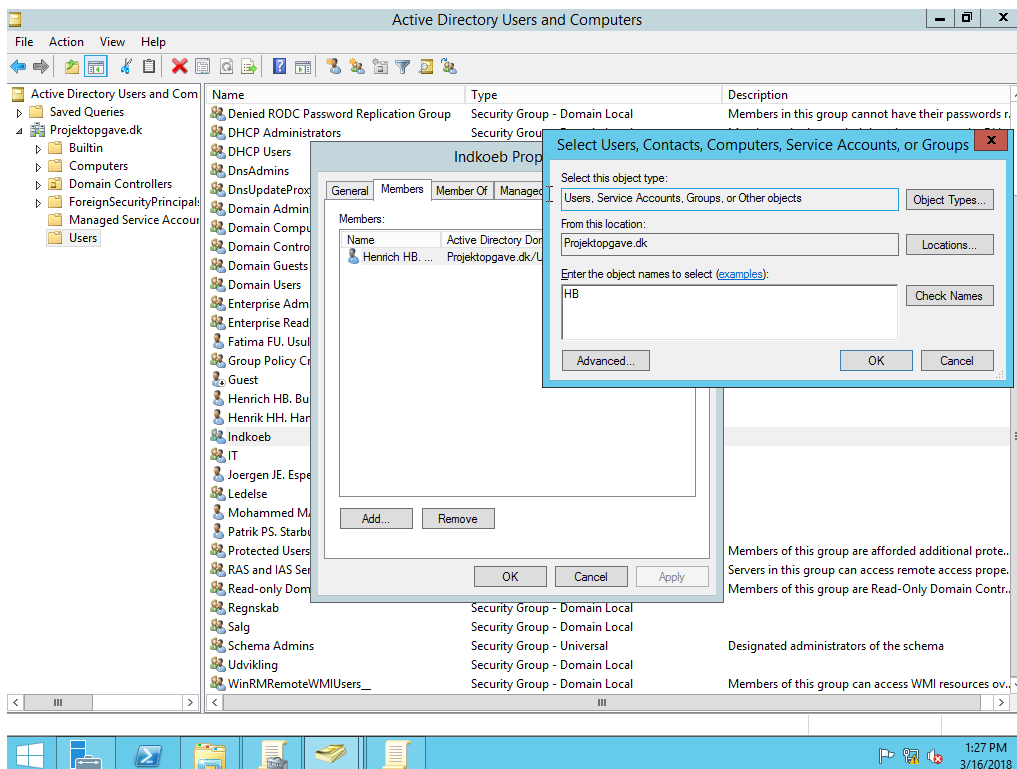 Active Directory Users and Computers
File Action View Help
Active Directory Users and Com
Saved Queries
Projektopgave.dk
Builtin
Computers
Domain Controllers
ForeignSecurityPrincipals
Managed Service Accour
Users
Name Type Description
Denied RODC Password Replication Group Security Group - Domain Local Members in this group cannot have their passwords r.
DHCP Administrators Security Group - Domain Local
DHCP Users
DnsAdmins
DnsUpdateProxy
Domain Admin
Domain Compu
Domain Contro
Domain Guests
Domain Users
Enterprise Adm
Enterprise Read
Fatima FU. Usul
Group Policy Cr
Guest
Henrich HB. Bu
Henrik HH. Har
Indkoeb
IT
Joergen JE. Espe
Ledelse
Mohammed MA
Patrik PS. Starbu
Protected Users Members of this group are afforded additional prote..
RAS and IAS Ser Servers in this group can access remote access prope.
Read-only Dom Members of this group are Read-Only Domain Contr..
Regnskab Security Group - Domain Local
Salg Security Group - Domain Local
Schema Admins Security Group - Universal Designated administrators of the schema
Udvikling Security Group - Domain Local
WinRMRemoteWMIUsers__ Security Group - Domain Local Members of this group can access WMI resources ov..
Indkoeb Prop
General Members Member Of Managed
Members:
Name Active Directory Dor
Henrich HB. ... Projektopgave.dk/U
Add... Remove
OK Cancel Apply
Select Users, Contacts, Computers, Service Accounts, or Groups
Select this object type:
Users, Service Accounts, Groups, or Other objects Object Types...
From this location:
Projektopgave.dk Locations...
Enter the object names to select (examples):
HB Check Names
Advanced... OK Cancel
1:27 PM
3/16/2018